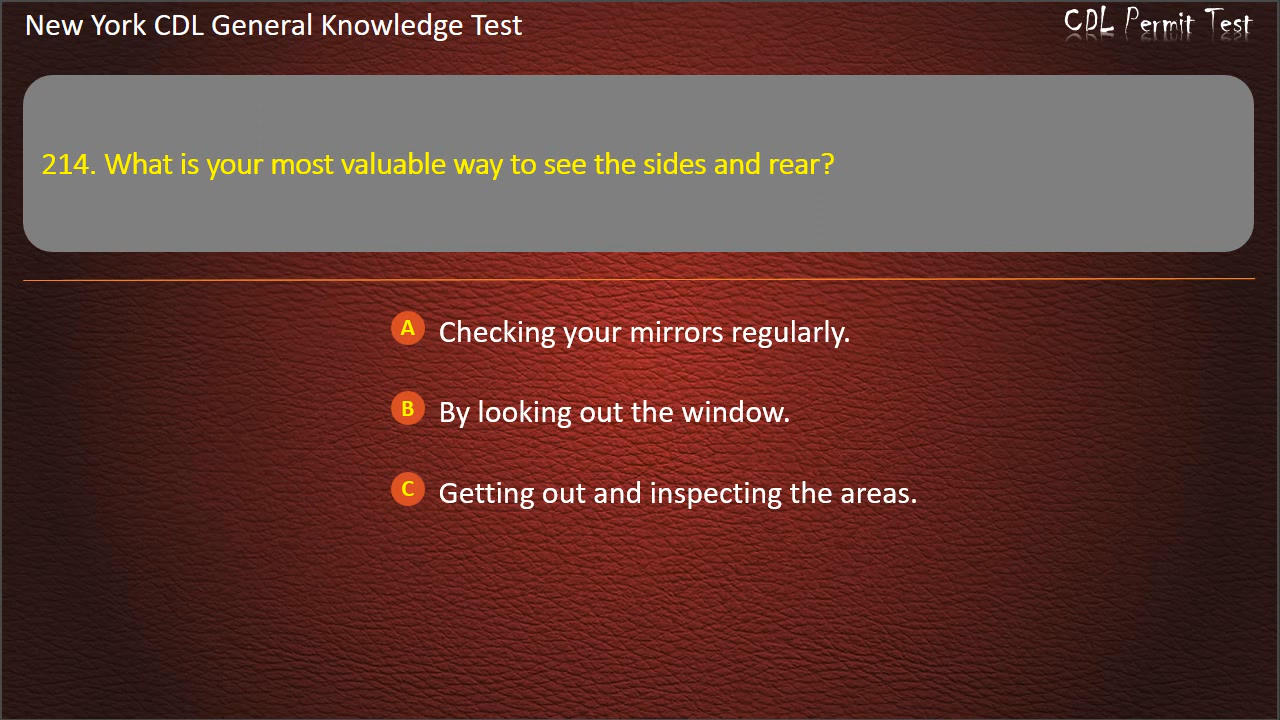 New York CDL General Knowledge Test
CDL Permit Test
214. What is your most valuable way to see the sides and rear?
A Checking your mirrors regularly.
B By looking out the window.
C Getting out and inspecting the areas.